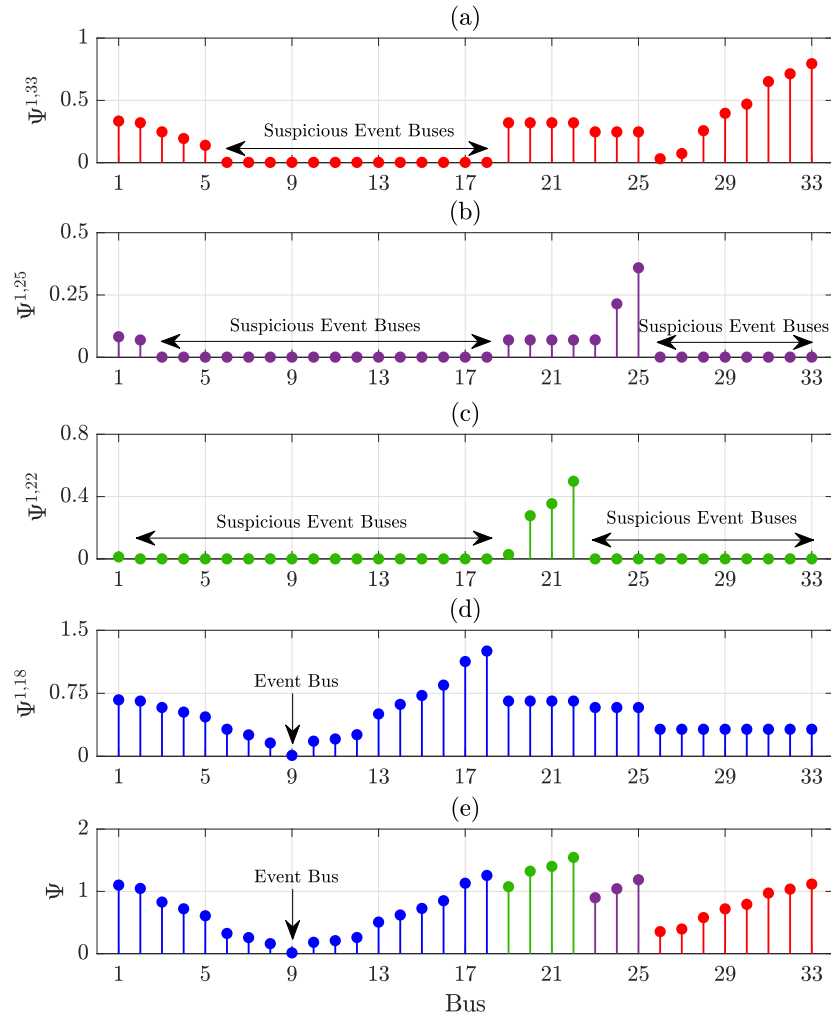 (a)
Ψ^{1,33}
1
0.5
0
Suspicious Event Buses
1 5 9 13 17 21 25 29 33
(b)
Ψ^{1,25}
0.5
0.25
0
Suspicious Event Buses
Suspicious Event Buses
1 5 9 13 17 21 25 29 33
(c)
Ψ^{1,22}
0.8
0.4
0
Suspicious Event Buses
Suspicious Event Buses
1 5 9 13 17 21 25 29 33
(d)
Ψ^{1,18}
1.5
0.75
0
Event Bus
1 5 9 13 17 21 25 29 33
(e)
Ψ
2
1
0
Event Bus
1 5 9 13 17 21 25 29 33
Bus